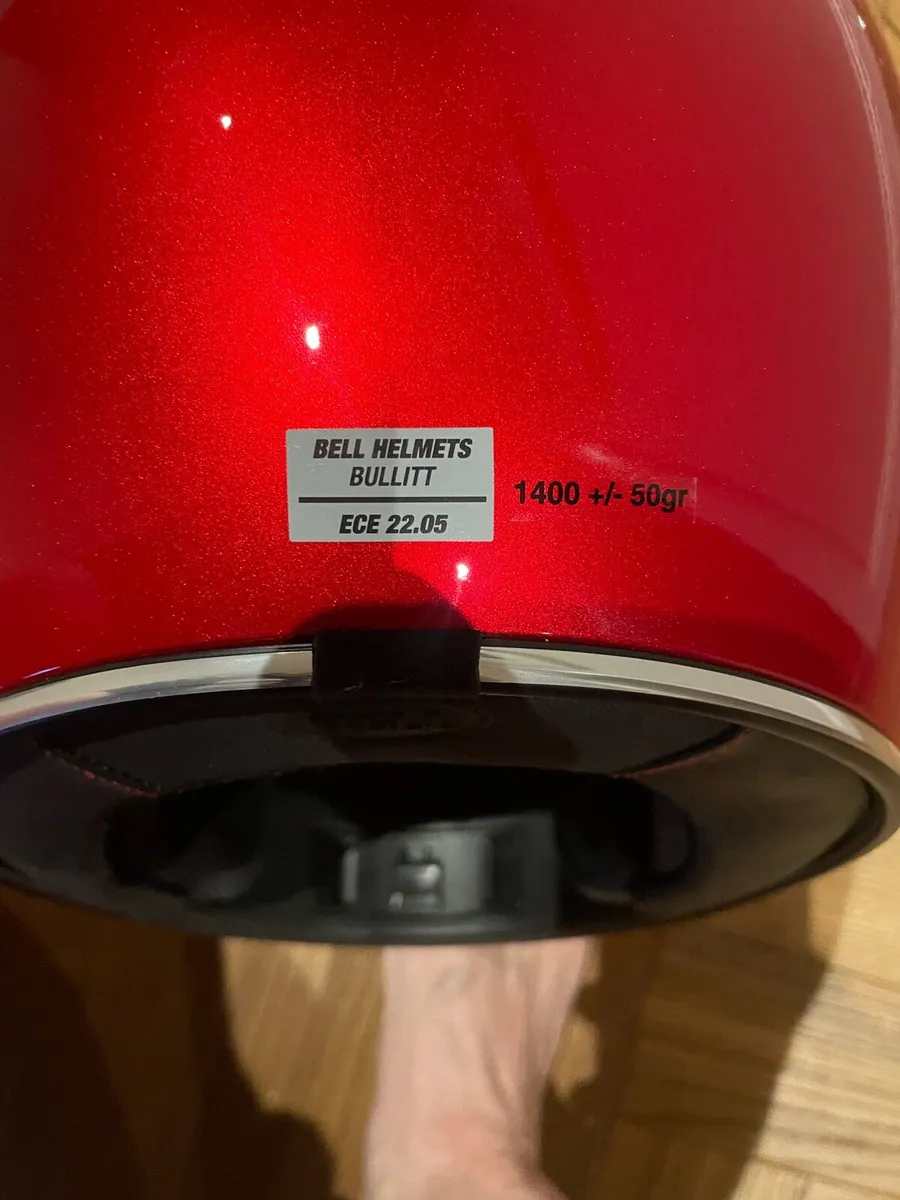 BELL HELMETS
BULLITT
ECE 22.05
1400 +/- 50gr